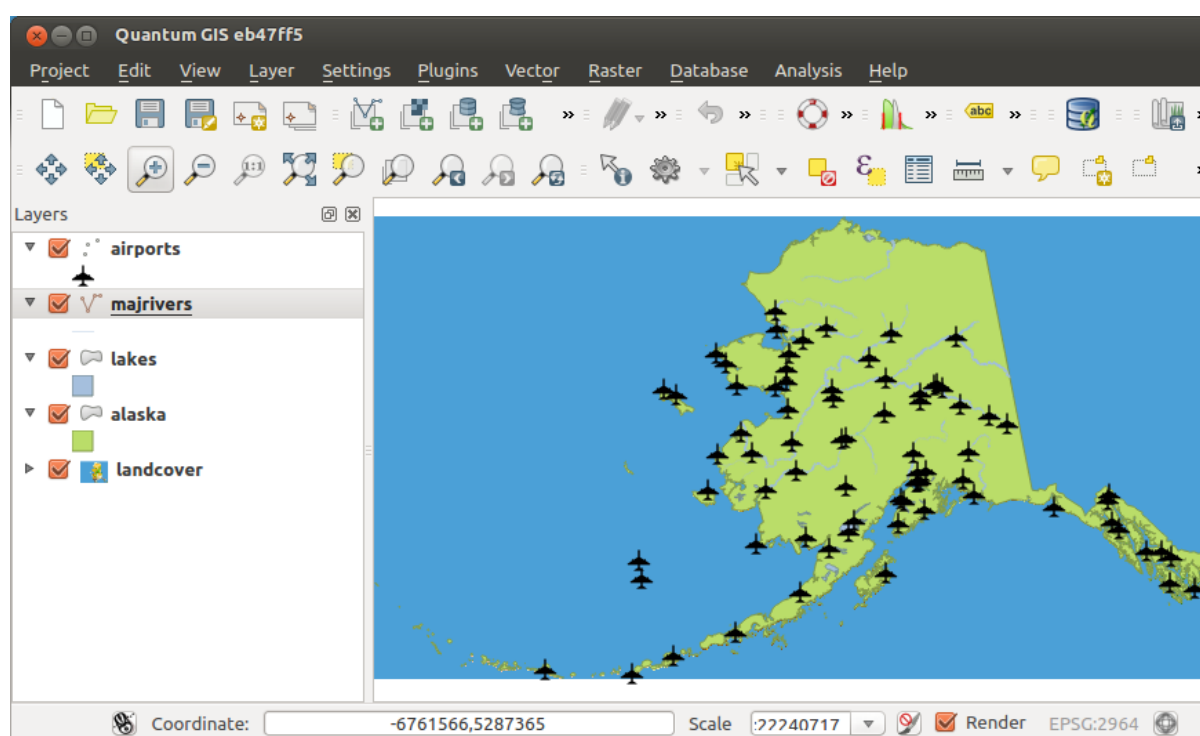 Quantum GIS eb47ff5
Project Edit View Layer Settings Plugins Vector Raster Database Analysis Help
abc
1:1
Layers
airports
majrivers
lakes
alaska
landcover
Coordinate: -6761566,5287365 Scale :22240717 Render EPSG:2964